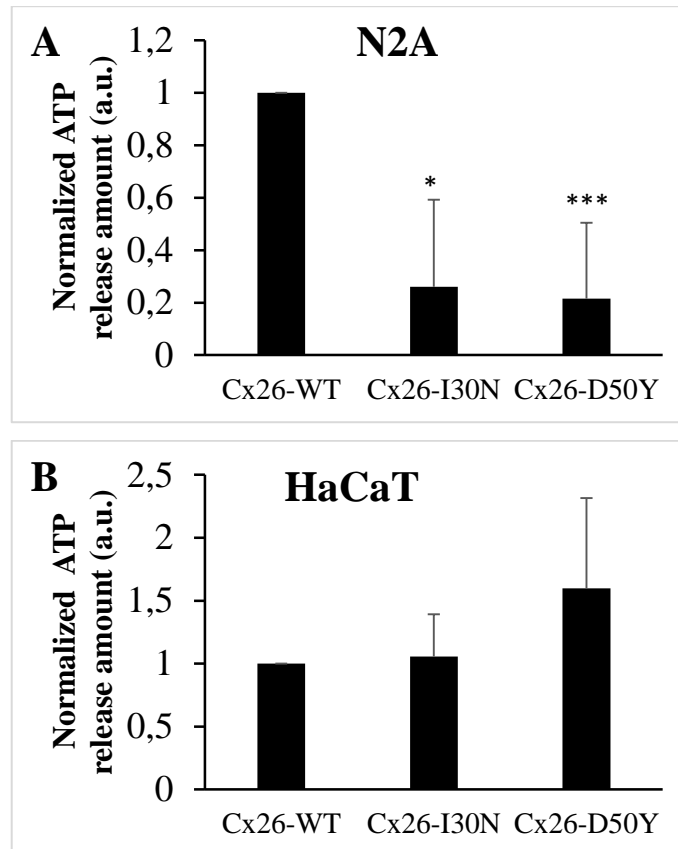 A
N2A
Normalized ATP
release amount (a.u.)
1,2
1
0,8
0,6
0,4
0,2
0
*
***
Cx26-WT Cx26-I30N Cx26-D50Y
B
HaCaT
Normalized ATP
release amount (a.u.)
2,5
2
1,5
1
0,5
0
Cx26-WT Cx26-I30N Cx26-D50Y